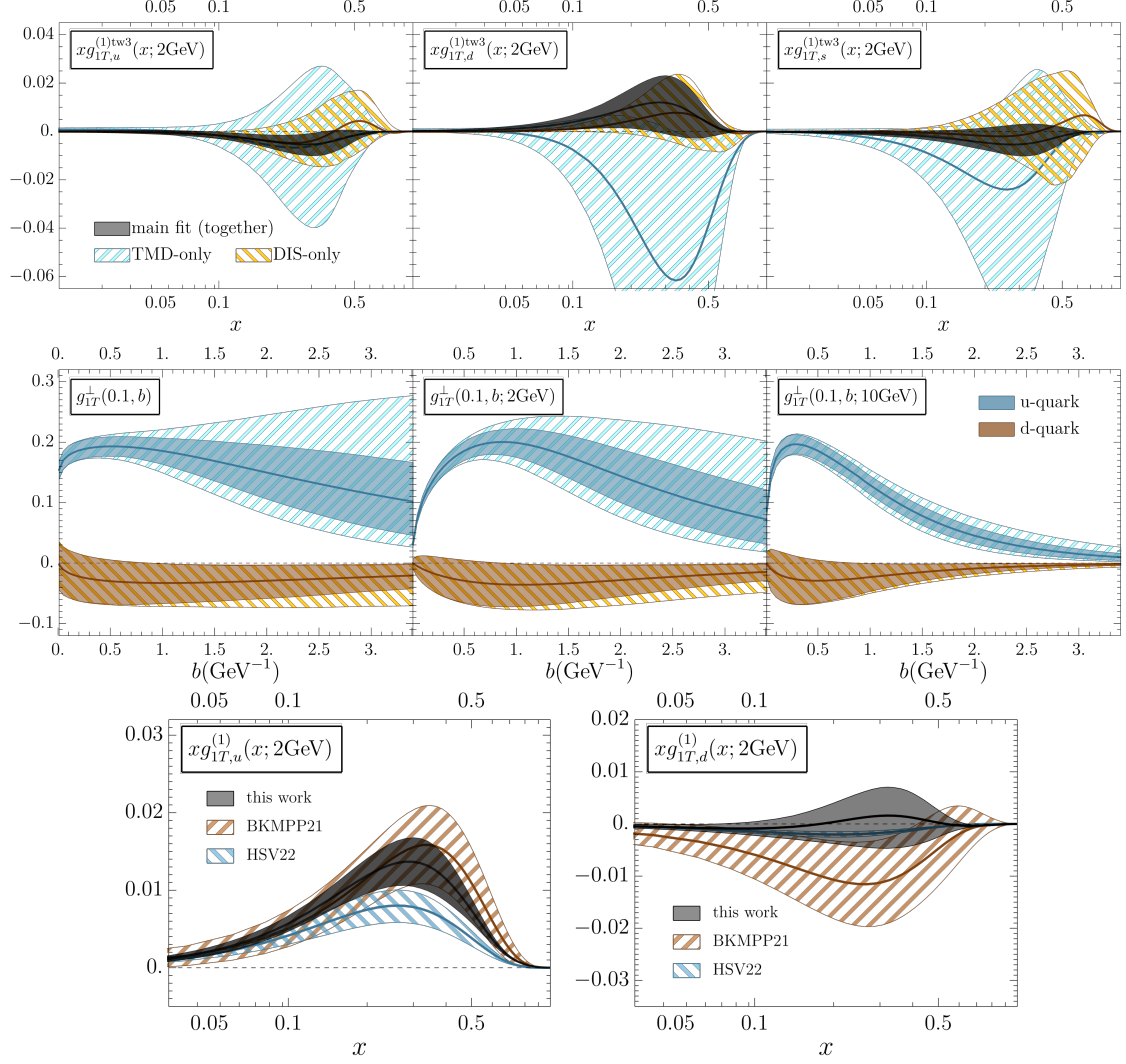 0.05 0.1 0.5 0.05 0.1 0.5 0.05 0.1 0.5
0.04
0.02
0.
−0.02
−0.04
−0.06
xg_{1T,u}^{(1)tw3}(x; 2GeV)
xg_{1T,d}^{(1)tw3}(x; 2GeV)
xg_{1T,s}^{(1)tw3}(x; 2GeV)
main fit (together)
TMD-only
DIS-only
0.05 0.1 0.5 0.05 0.1 0.5 0.05 0.1 0.5
x x x
0. 0.5 1. 1.5 2. 2.5 3. 0.5 1. 1.5 2. 2.5 3. 0.5 1. 1.5 2. 2.5 3.
0.3
0.2
0.1
0.
−0.1
g_{1T}^{⊥}(0.1, b)
g_{1T}^{⊥}(0.1, b; 2GeV)
g_{1T}^{⊥}(0.1, b; 10GeV)
u-quark
d-quark
0. 0.5 1. 1.5 2. 2.5 3. 0.5 1. 1.5 2. 2.5 3. 0.5 1. 1.5 2. 2.5 3.
b(GeV^{−1}) b(GeV^{−1}) b(GeV^{−1})
0.05 0.1 0.5
0.03
0.02
0.01
0.
xg_{1T,u}^{(1)}(x; 2GeV)
this work
BKMPP21
HSV22
0.05 0.1 0.5
x
0.05 0.1 0.5
0.02
0.01
0.
−0.01
−0.02
−0.03
xg_{1T,d}^{(1)}(x; 2GeV)
this work
BKMPP21
HSV22
0.05 0.1 0.5
x